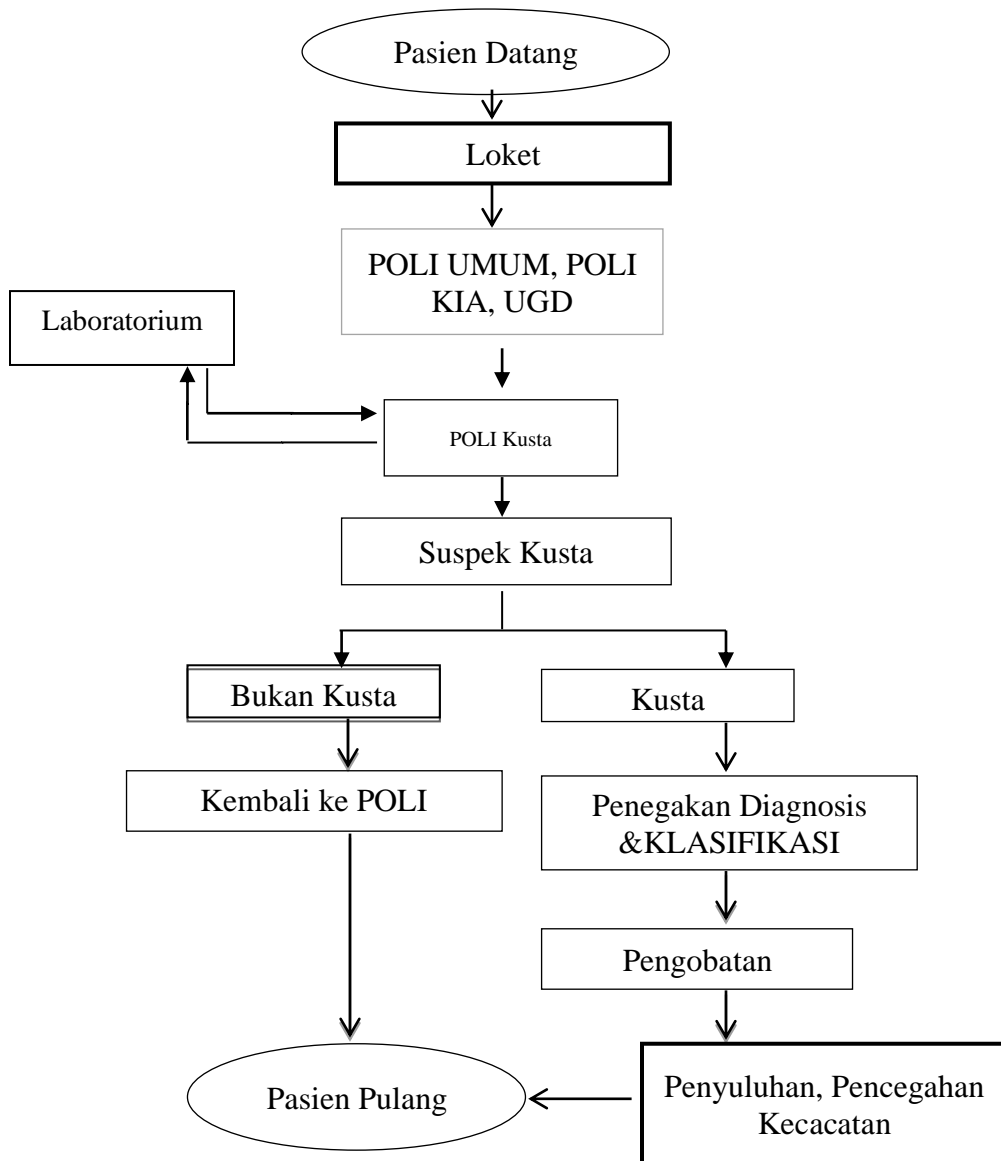 Pasien Datang
Loket
POLI UMUM, POLI
KIA, UGD
Laboratorium
POLI Kusta
Suspek Kusta
Bukan Kusta
Kusta
Kembali ke POLI
Penegakan Diagnosis
&KLASIFIKASI
Pengobatan
Pasien Pulang
Penyuluhan, Pencegahan
Kecacatan